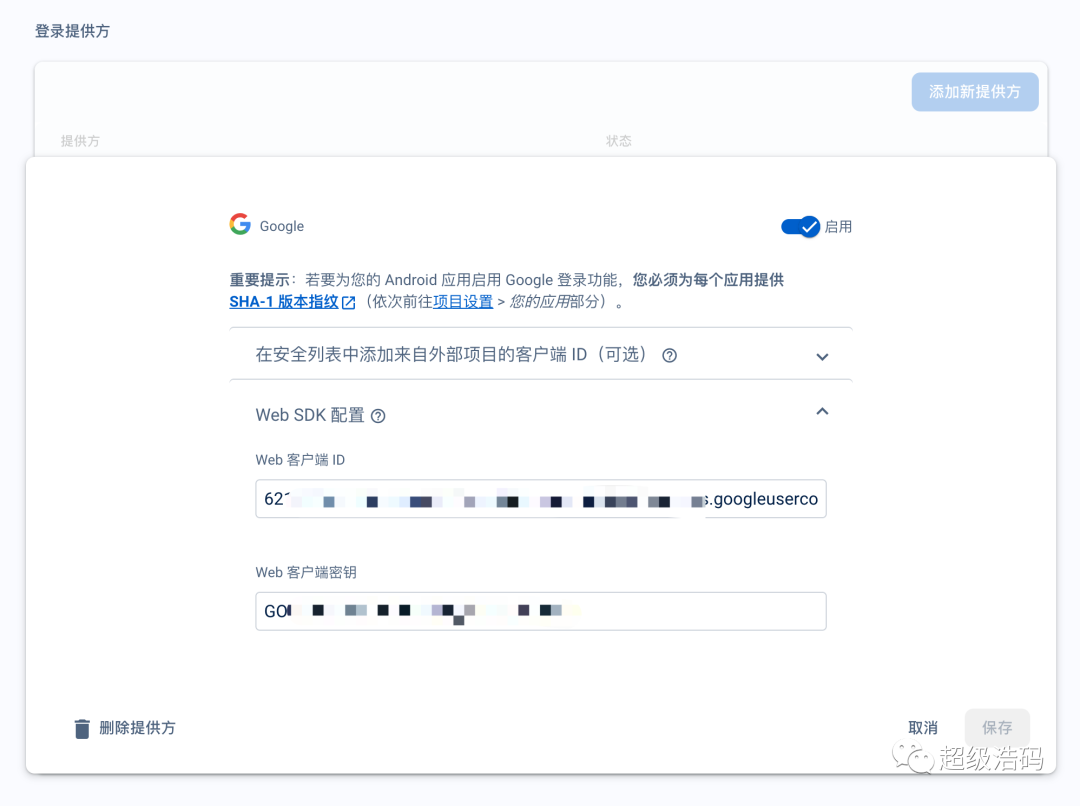 登录提供方
添加新提供方
提供方
状态
Google
启用
重要提示：若要为您的 Android 应用启用 Google 登录功能，您必须为每个应用提供
SHA-1 版本指纹（依次前往项目设置 > 您的应用部分）。
在安全列表中添加来自外部项目的客户端 ID（可选）
Web SDK 配置
Web 客户端 ID
62
s.googleuserco
Web 客户端密钥
GO
删除提供方
取消
保存
超级浩码